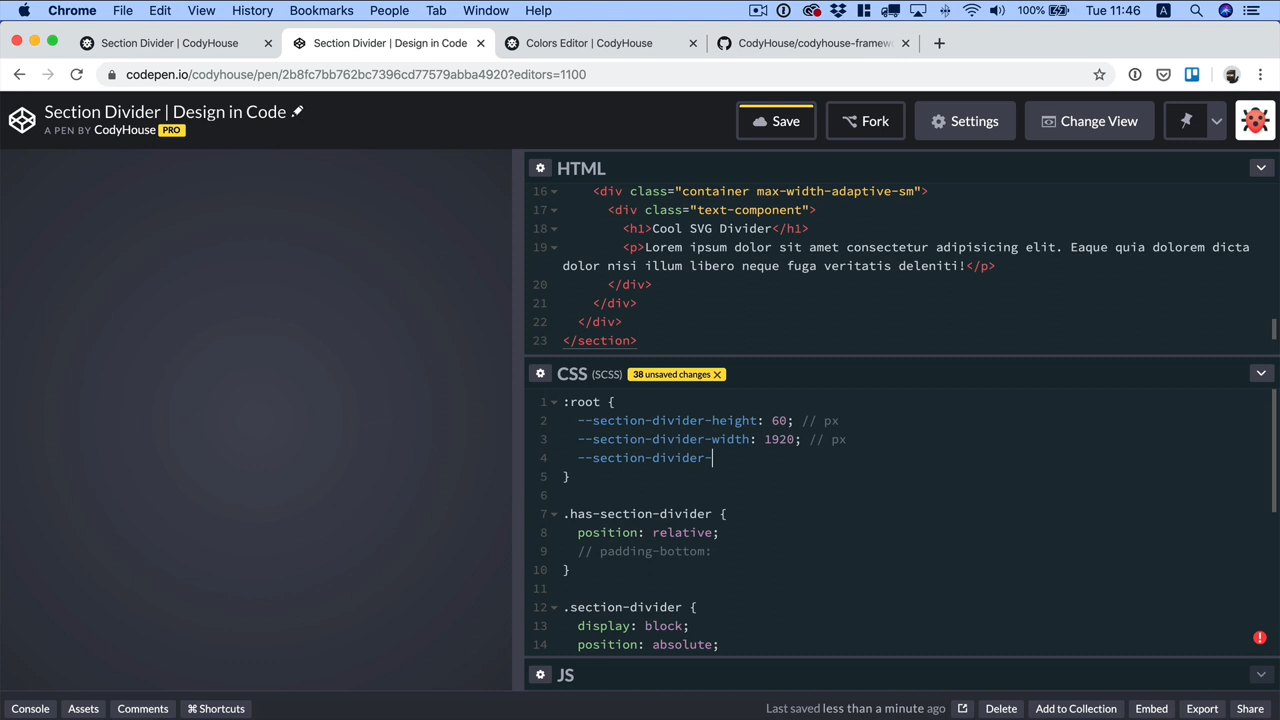 Chrome File Edit View History Bookmarks People Tab Window Help 100% Tue 11:46 A
Section Divider | CodyHouse × Section Divider | Design in Code × Colors Editor | CodyHouse × CodyHouse/codyhouse-framew × +
codepen.io/codyhouse/pen/2b8fc7bb762bc7396cd77579abba4920?editors=1100
Section Divider | Design in Code
A PEN BY CodyHouse PRO
Save Fork Settings Change View
HTML
16 <div class="container max-width-adaptive-sm">
17 <div class="text-component">
18 <h1>Cool SVG Divider</h1>
19 <p>Lorem ipsum dolor sit amet consectetur adipisicing elit. Eaque quia dolorem dicta
dolor nisi illum libero neque fuga veritatis deleniti!</p>
20 </div>
21 </div>
22 </div>
23 </section>
CSS (SCSS) 38 unsaved changes ×
1 :root {
2 --section-divider-height: 60; // px
3 --section-divider-width: 1920; // px
4 --section-divider-
5 }
6
7 .has-section-divider {
8 position: relative;
9 // padding-bottom:
10 }
11
12 .section-divider {
13 display: block;
14 position: absolute;
!
JS
Console Assets Comments ⌘ Shortcuts Last saved less than a minute ago Delete Add to Collection Embed Export Share